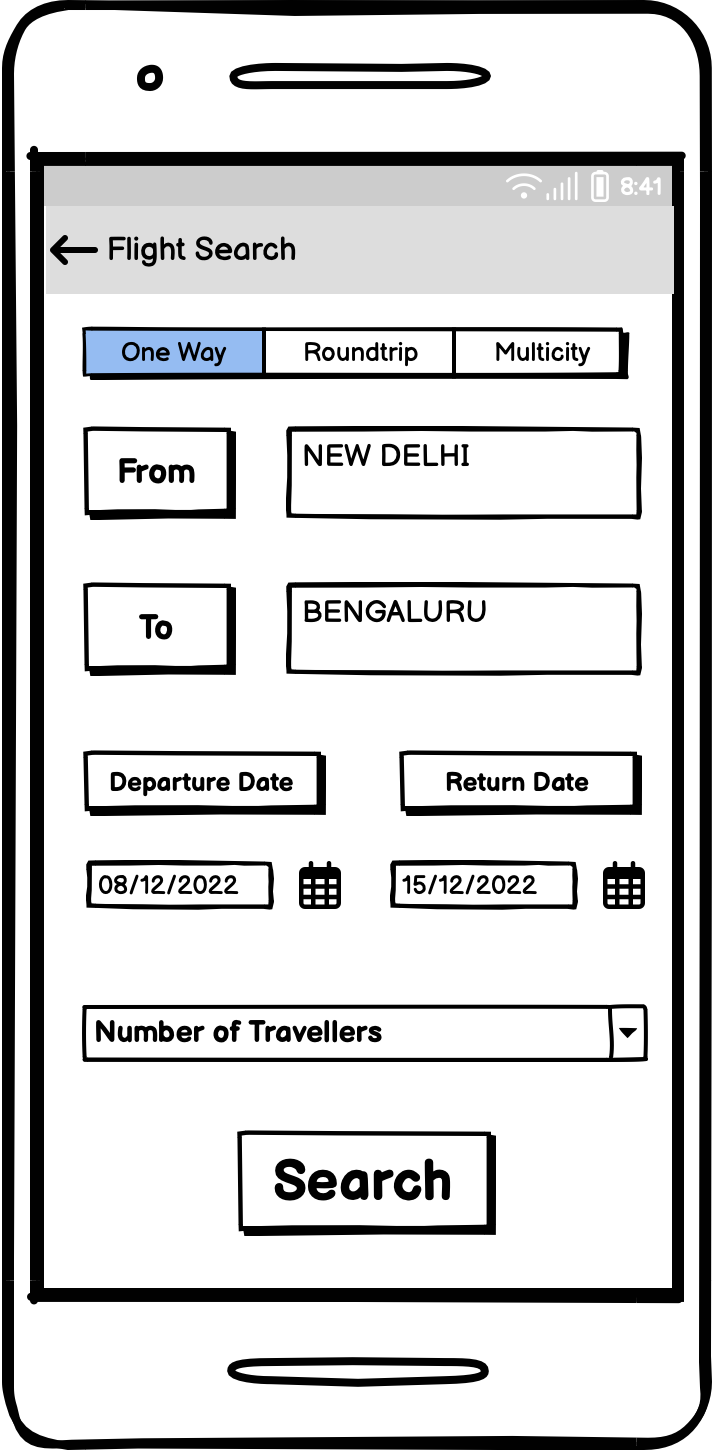 8:41
Flight Search
One Way Roundtrip Multicity
From NEW DELHI
To BENGALURU
Departure Date Return Date
08/12/2022 15/12/2022
Number of Travellers
Search